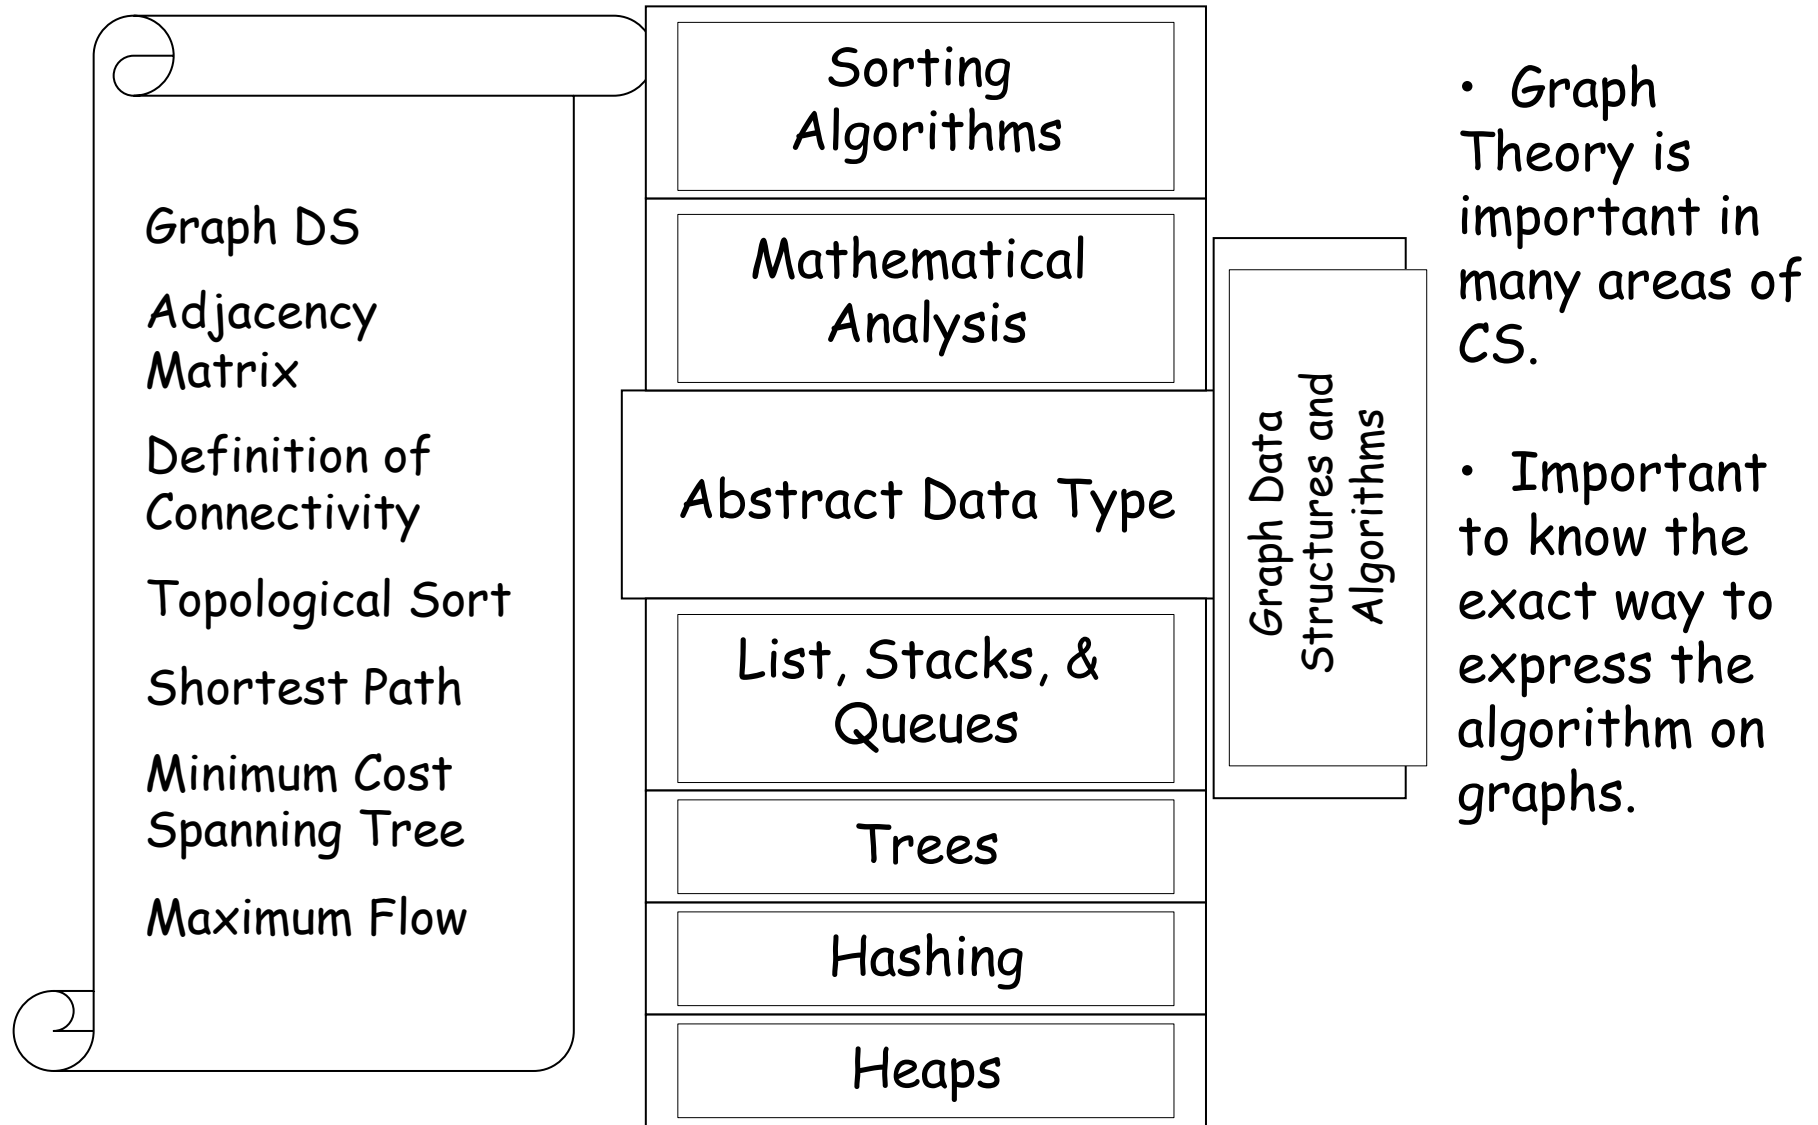 Graph DS
Adjacency
Matrix
Definition of
Connectivity
Topological Sort
Shortest Path
Minimum Cost
Spanning Tree
Maximum Flow
Sorting
Algorithms
Mathematical
Analysis
Abstract Data Type
List, Stacks, &
Queues
Trees
Hashing
Heaps
Graph Data
Structures and
Algorithms
• Graph
Theory is
important in
many areas of
CS.
• Important
to know the
exact way to
express the
algorithm on
graphs.